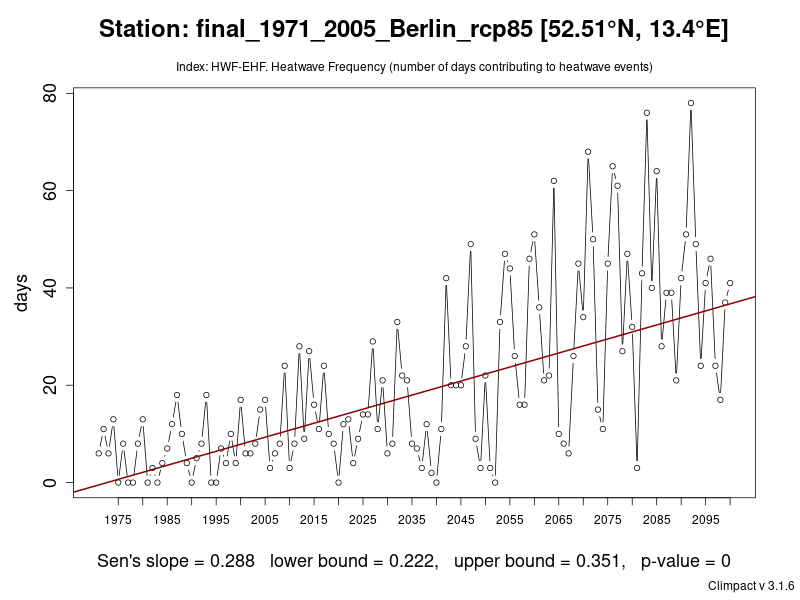 Station: final_1971_2005_Berlin_rcp85 [52.51°N, 13.4°E]
Index: HWF-EHF. Heatwave Frequency (number of days contributing to heatwave events)
80
60
40
20
0
days
1975 1985 1995 2005 2015 2025 2035 2045 2055 2065 2075 2085 2095
Sen's slope = 0.288 lower bound = 0.222, upper bound = 0.351, p-value = 0
Climpact v 3.1.6